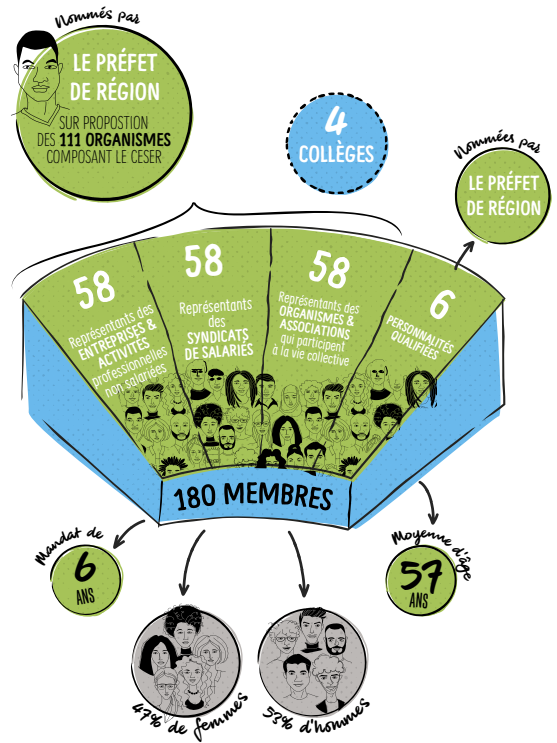 Nommés par
LE PRÉFET
DE RÉGION
SUR PROPOSTION
DES 111 ORGANISMES
COMPOSANT LE CESER
4
COLLÈGES
Nommées par
LE PRÉFET
DE RÉGION
58
Représentants des
ENTREPRISES &
ACTIVITÉS
professionnelles
non salariées
58
Représentants
des
SYNDICATS
DE SALARIÉS
58
Représentants des
ORGANISMES &
ASSOCIATIONS
qui participent
à la vie collective
6
PERSONNALITÉS
QUALIFIÉES
180 MEMBRES
Mandat de
6
ANS
Moyenne d'âge
57
ANS
47% de femmes
53% d'hommes